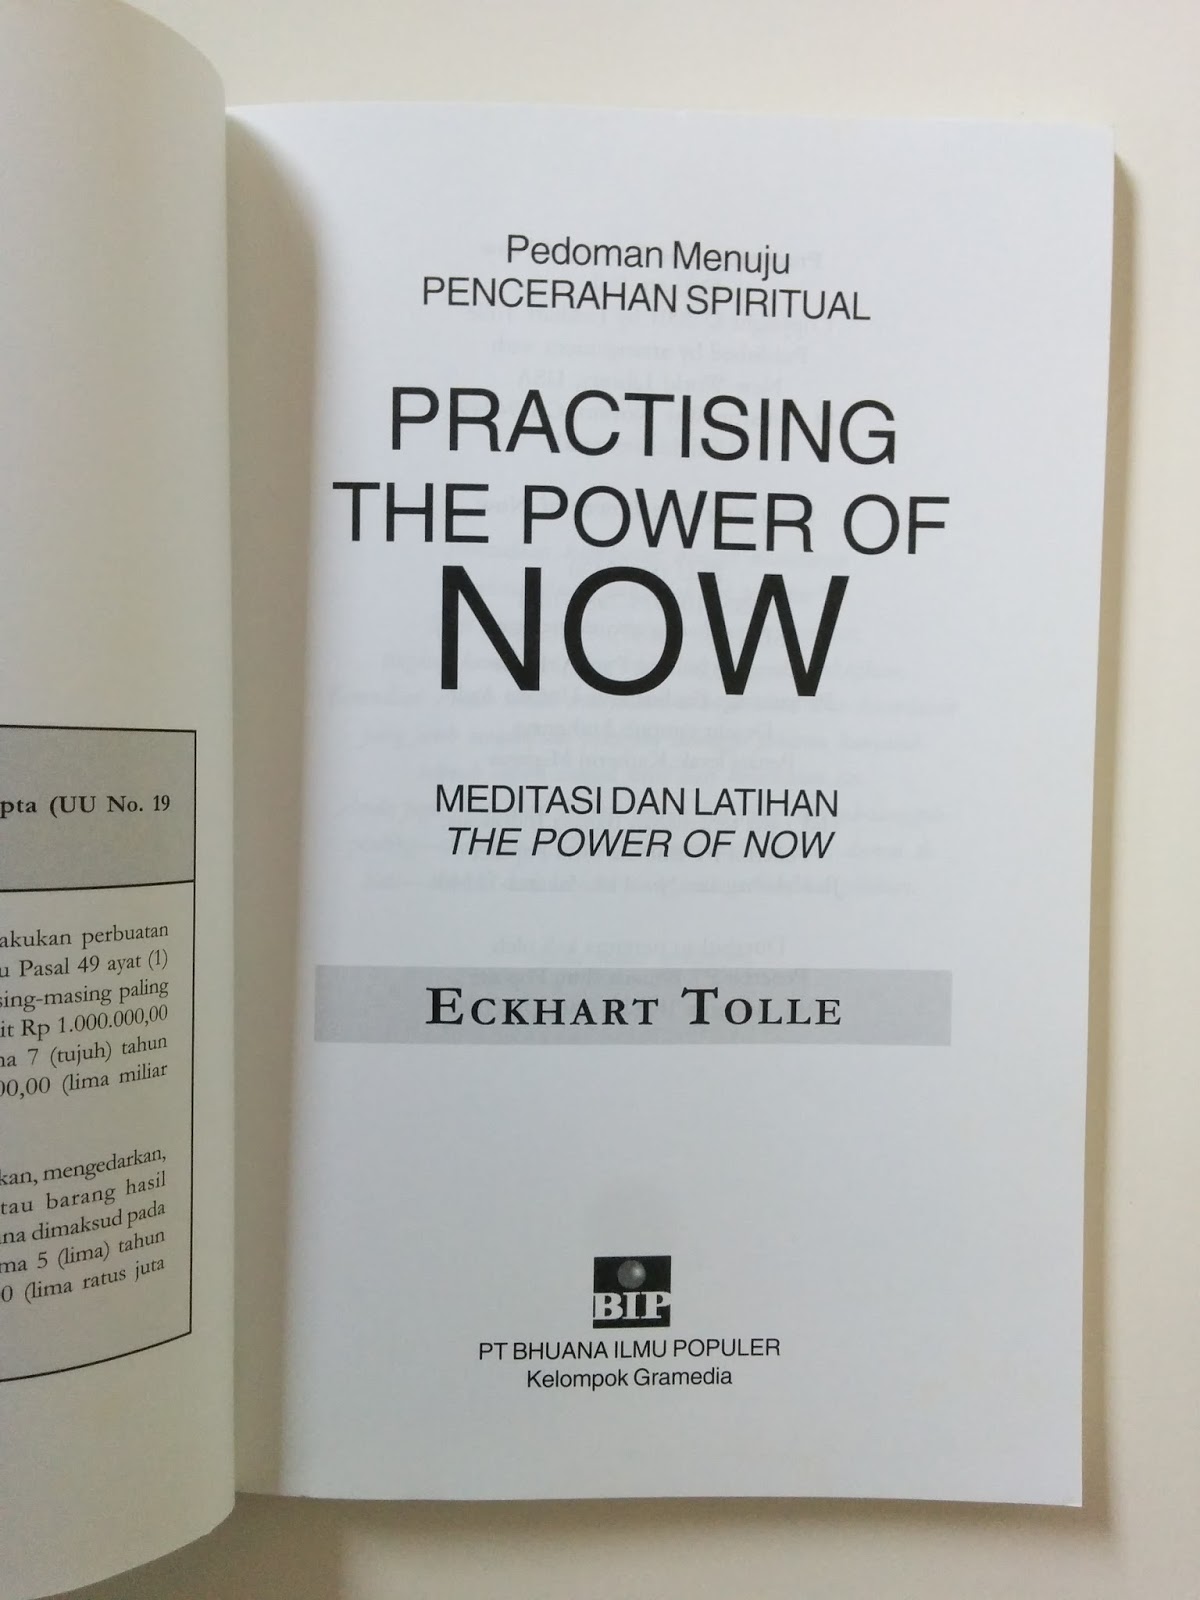 pta (UU No. 19
akukan perbuatan
u Pasal 49 ayat (1)
sing-masing paling
it Rp 1.000.000,00
na 7 (tujuh) tahun
00,00 (lima miliar
kan, mengedarkan,
tau barang hasil
ana dimaksud pada
ma 5 (lima) tahun
0 (lima ratus juta
Pedoman Menuju
PENCERAHAN SPIRITUAL
PRACTISING
THE POWER OF
NOW
MEDITASI DAN LATIHAN
THE POWER OF NOW
ECKHART TOLLE
BIP
PT BHUANA ILMU POPULER
Kelompok Gramedia